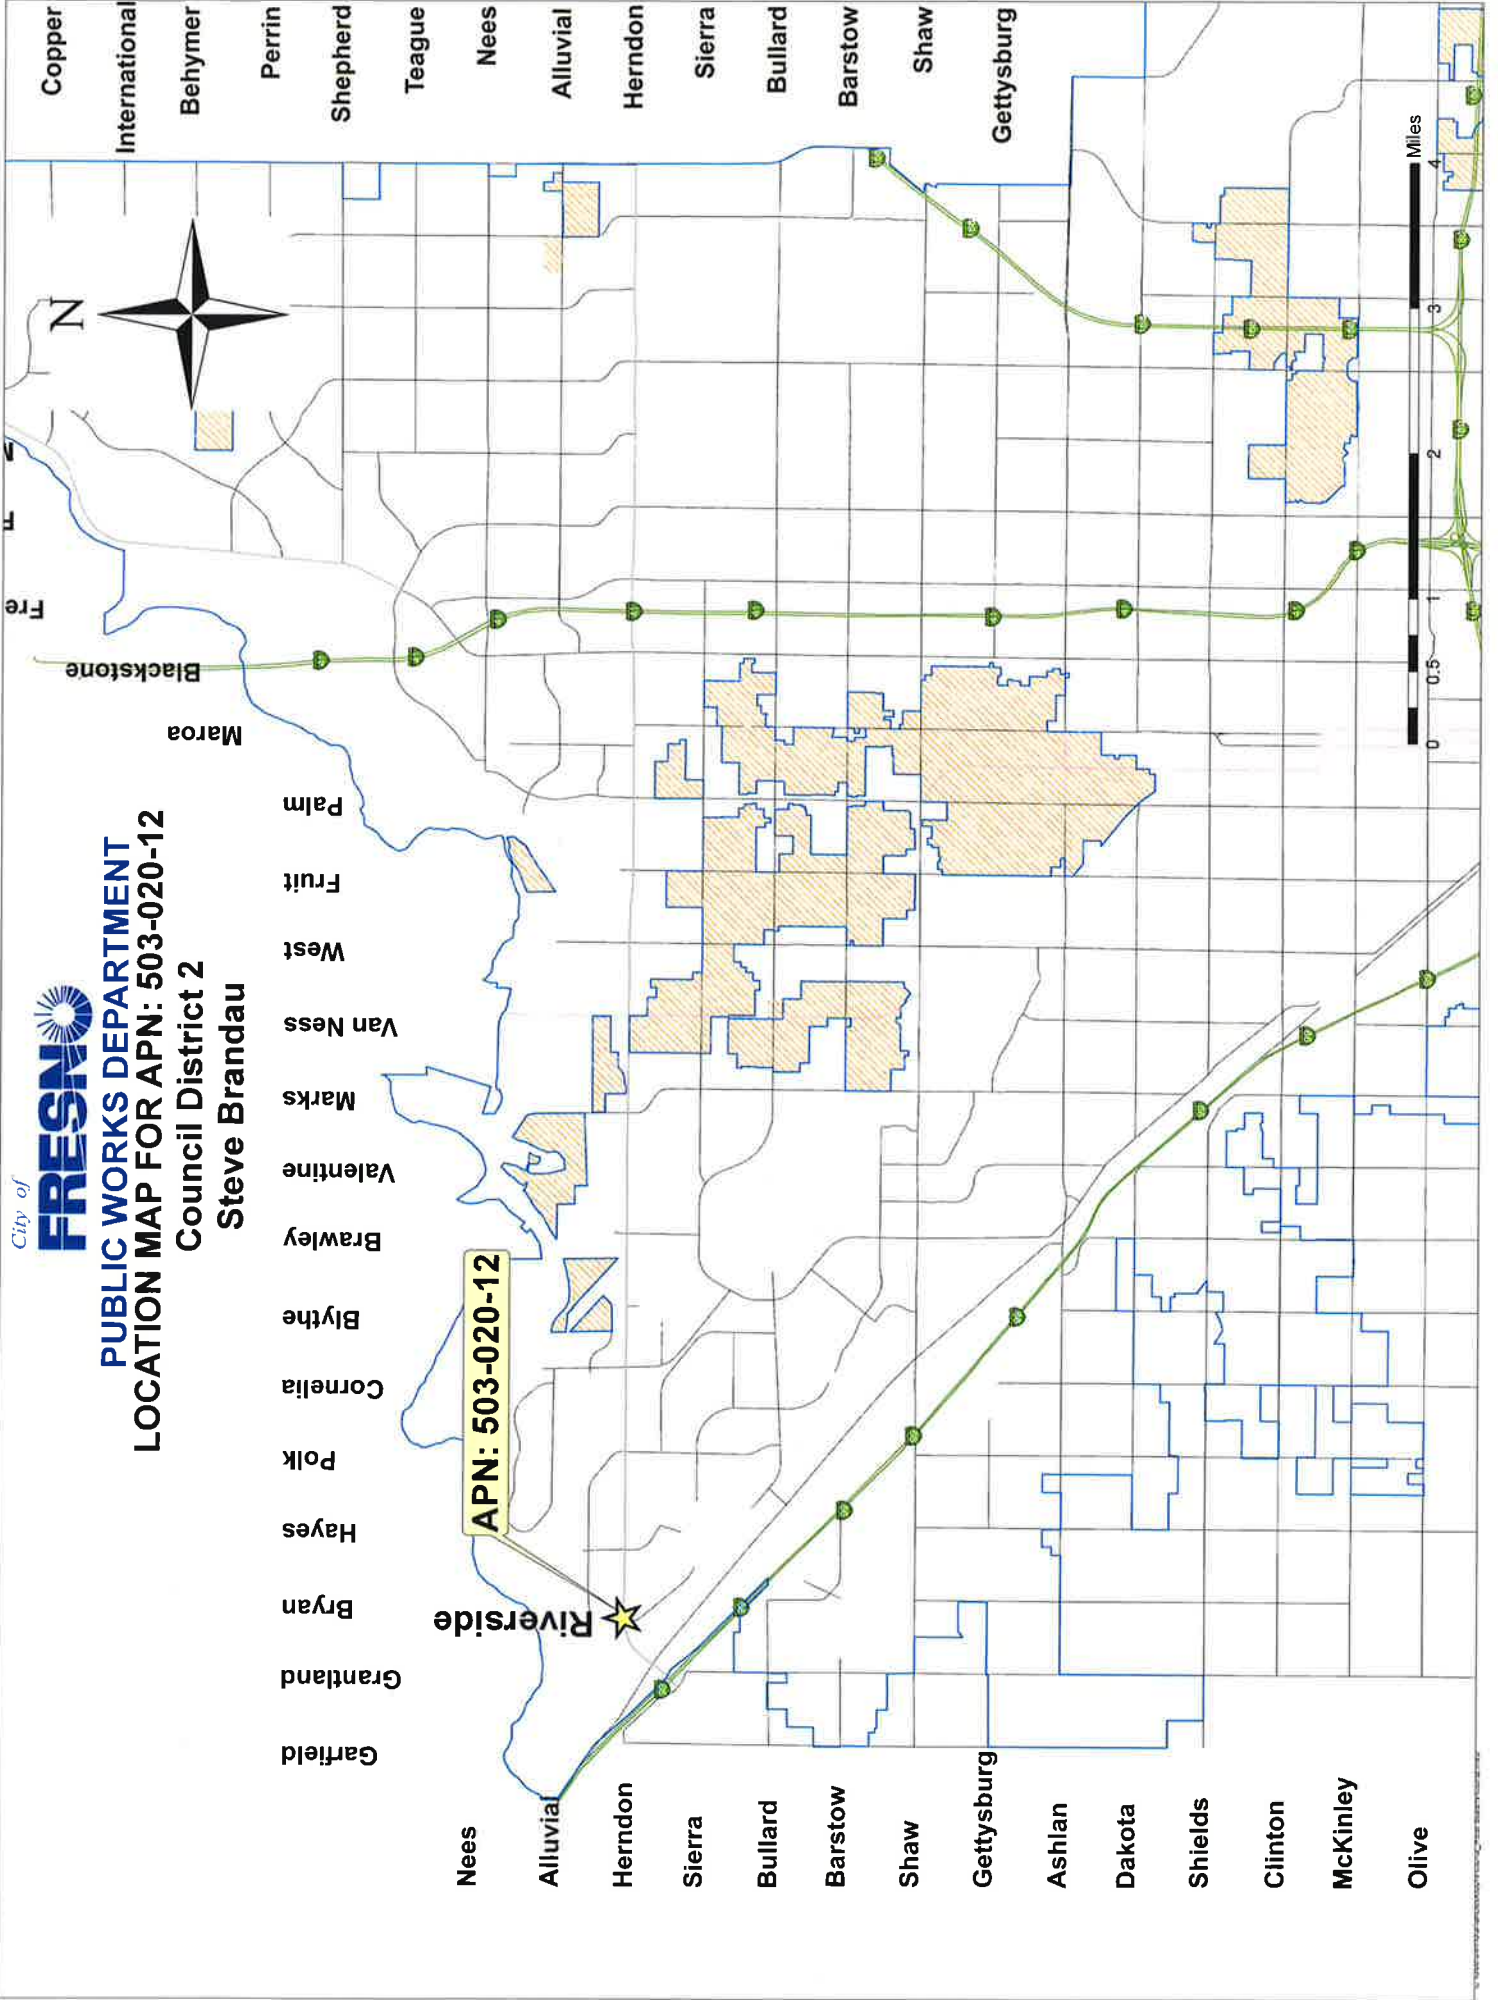 City of
FRESNO
PUBLIC WORKS DEPARTMENT
LOCATION MAP FOR APN: 503-020-12
Council District 2
Steve Brandau
Garfield
Grantland
Bryan
Hayes
Polk
Cornelia
Blythe
Brawley
Valentine
Marks
Van Ness
West
Fruit
Palm
Maroa
Blackstone
Fre
N
Copper
International
Behymer
Perrin
Shepherd
Teague
Nees
Alluvial
Herndon
Sierra
Bullard
Barstow
Shaw
Gettysburg
APN: 503-020-12
Riverside
Nees
Alluvial
Herndon
Sierra
Bullard
Barstow
Shaw
Gettysburg
Ashlan
Dakota
Shields
Clinton
McKinley
Olive
0 0.5 1 2 3 4
Miles